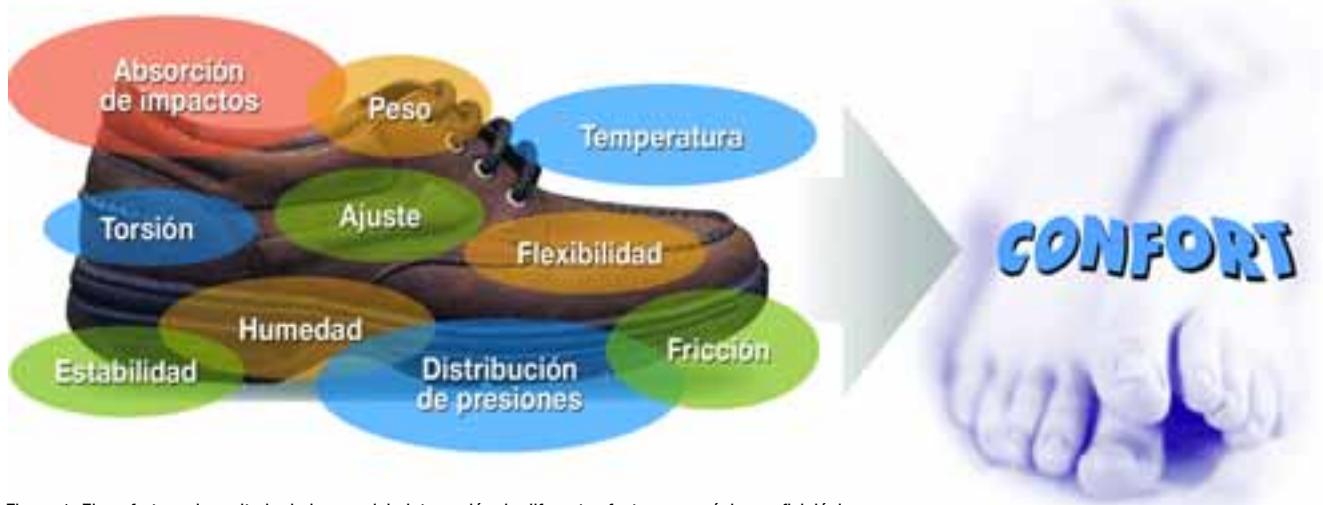 Absorción
de impactos
Peso
Temperatura
Torsión
Ajuste
Flexibilidad
CONFORT
Humedad
Estabilidad
Distribución
de presiones
Fricción